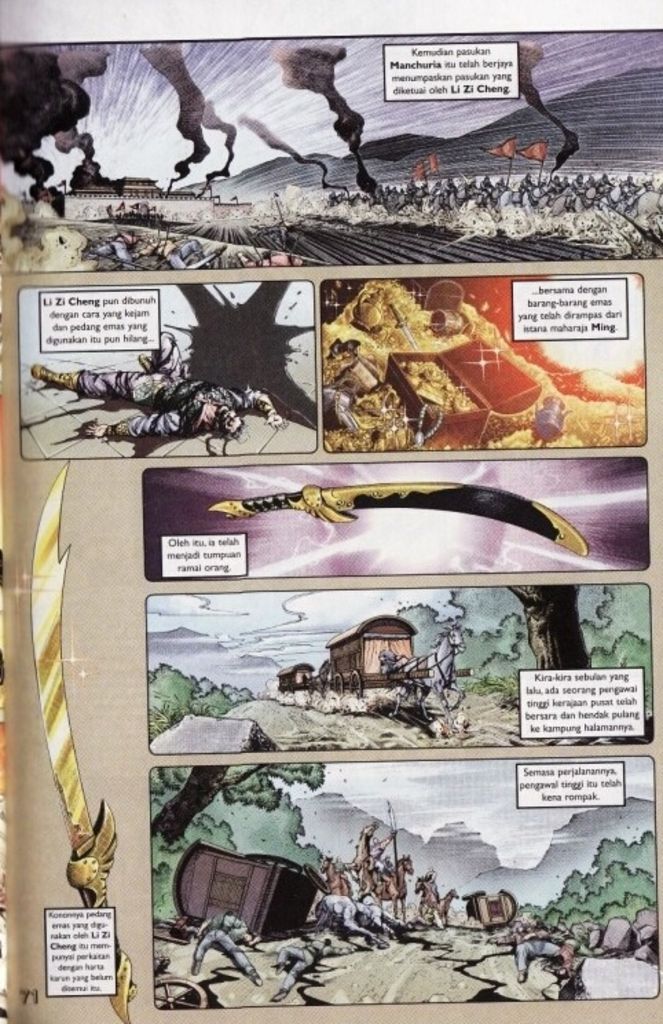 Kemudian pasukan
Manchuria itu telah berjaya
menumpaskan pasukan yang
diketuai oleh Li Zi Cheng.
Li Zi Cheng pun dibunuh
dengan cara yang kejam
dan pedang emas yang
digunakan itu pun hilang...
...bersama dengan
barang-barang emas
yang telah dirampas dari
istana maharaja Ming.
Oleh itu, ia telah
menjadi tumpuan
ramai orang.
Kira-kira sebulan yang
lalu, ada seorang pengawai
tinggi kerajaan pusat telah
bersara dan hendak pulang
ke kampung halamannya.
Semasa perjalanannya,
pengawai tinggi itu telah
kena rompak.
Kononnya pedang
emas yang digu-
nakan oleh Li Zi
Cheng itu mem-
punyai perkaitan
dengan harta
karun yang belum
ditemui itu.
71